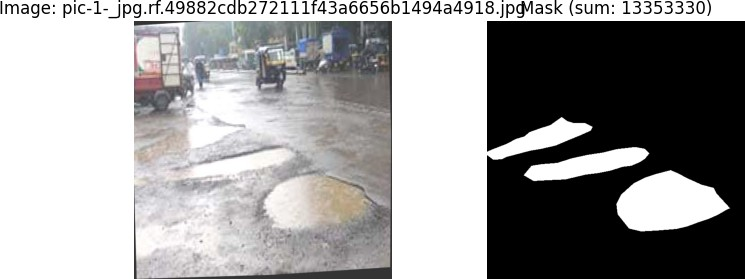 Image: pic-1-_jpg.rf.49882cdb272111f43a6656b1494a4918.jpg
Mask (sum: 13353330)